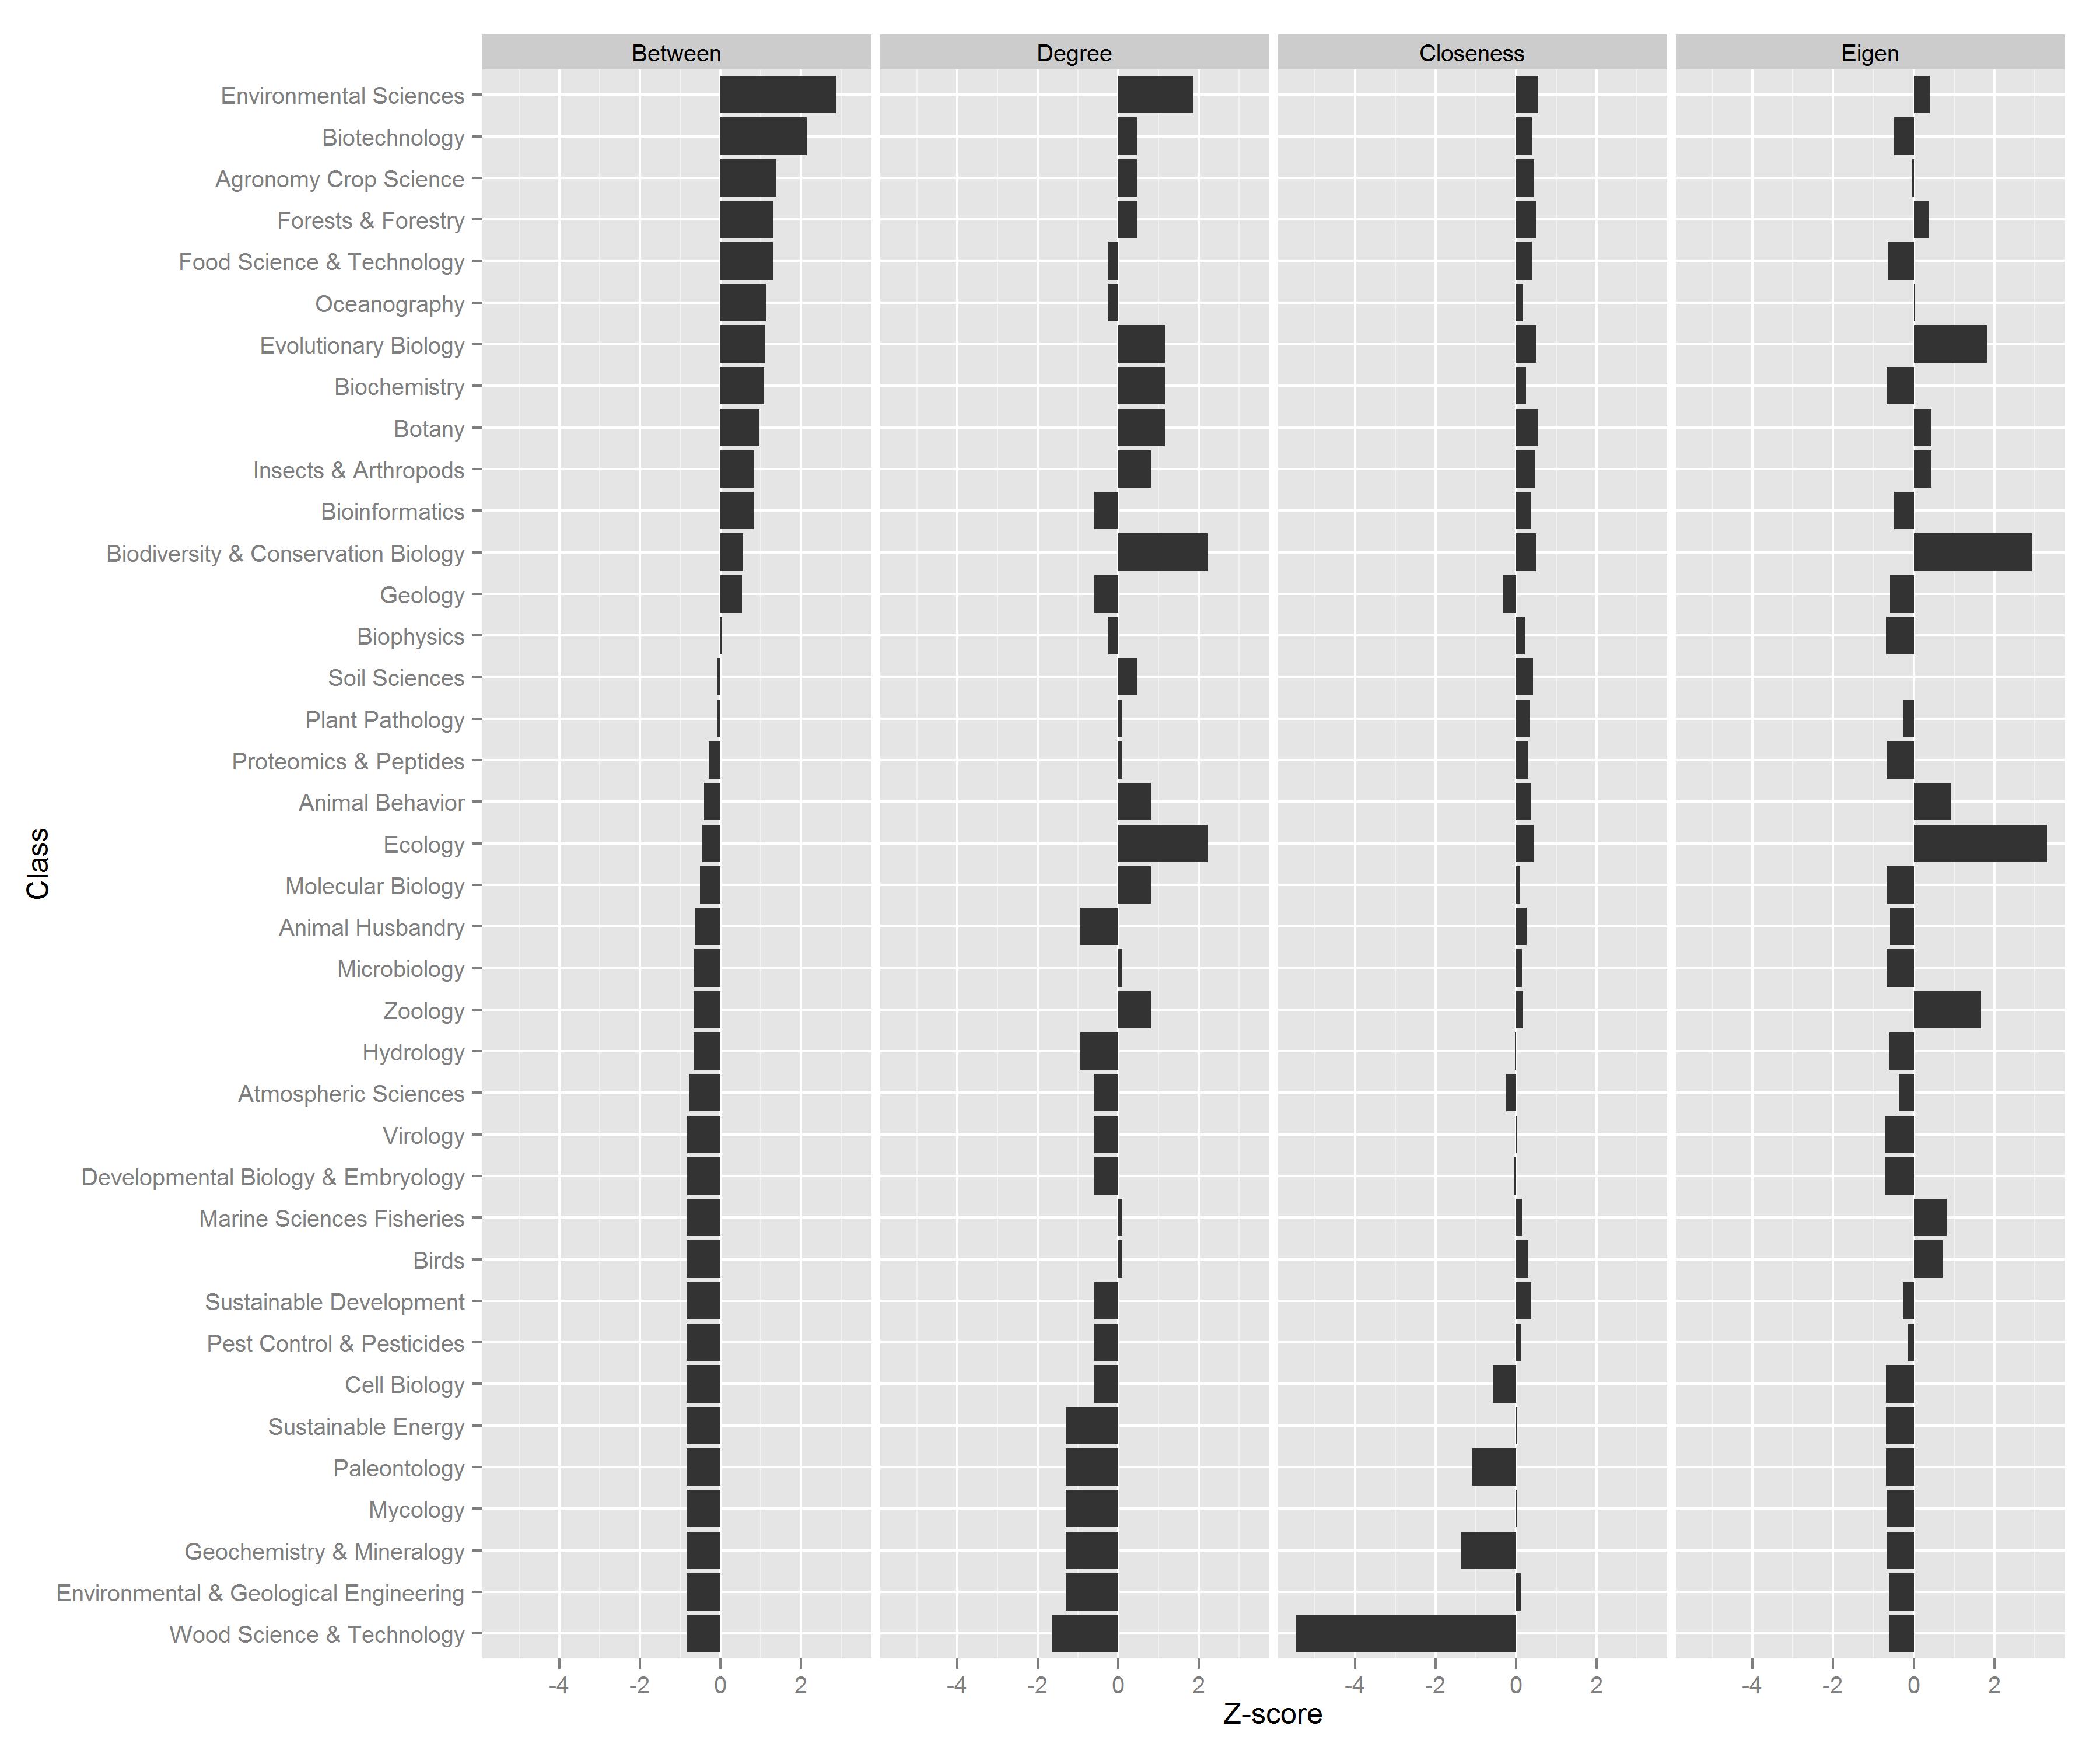 Between Degree Closeness Eigen
Environmental Sciences
Biotechnology
Agronomy Crop Science
Forests & Forestry
Food Science & Technology
Oceanography
Evolutionary Biology
Biochemistry
Botany
Insects & Arthropods
Bioinformatics
Biodiversity & Conservation Biology
Geology
Biophysics
Soil Sciences
Plant Pathology
Proteomics & Peptides
Animal Behavior
Ecology
Molecular Biology
Animal Husbandry
Microbiology
Zoology
Hydrology
Atmospheric Sciences
Virology
Developmental Biology & Embryology
Marine Sciences Fisheries
Birds
Sustainable Development
Pest Control & Pesticides
Cell Biology
Sustainable Energy
Paleontology
Mycology
Geochemistry & Mineralogy
Environmental & Geological Engineering
Wood Science & Technology
Class
-4 -2 0 2 -4 -2 0 2 -4 -2 0 2 -4 -2 0 2
Z-score